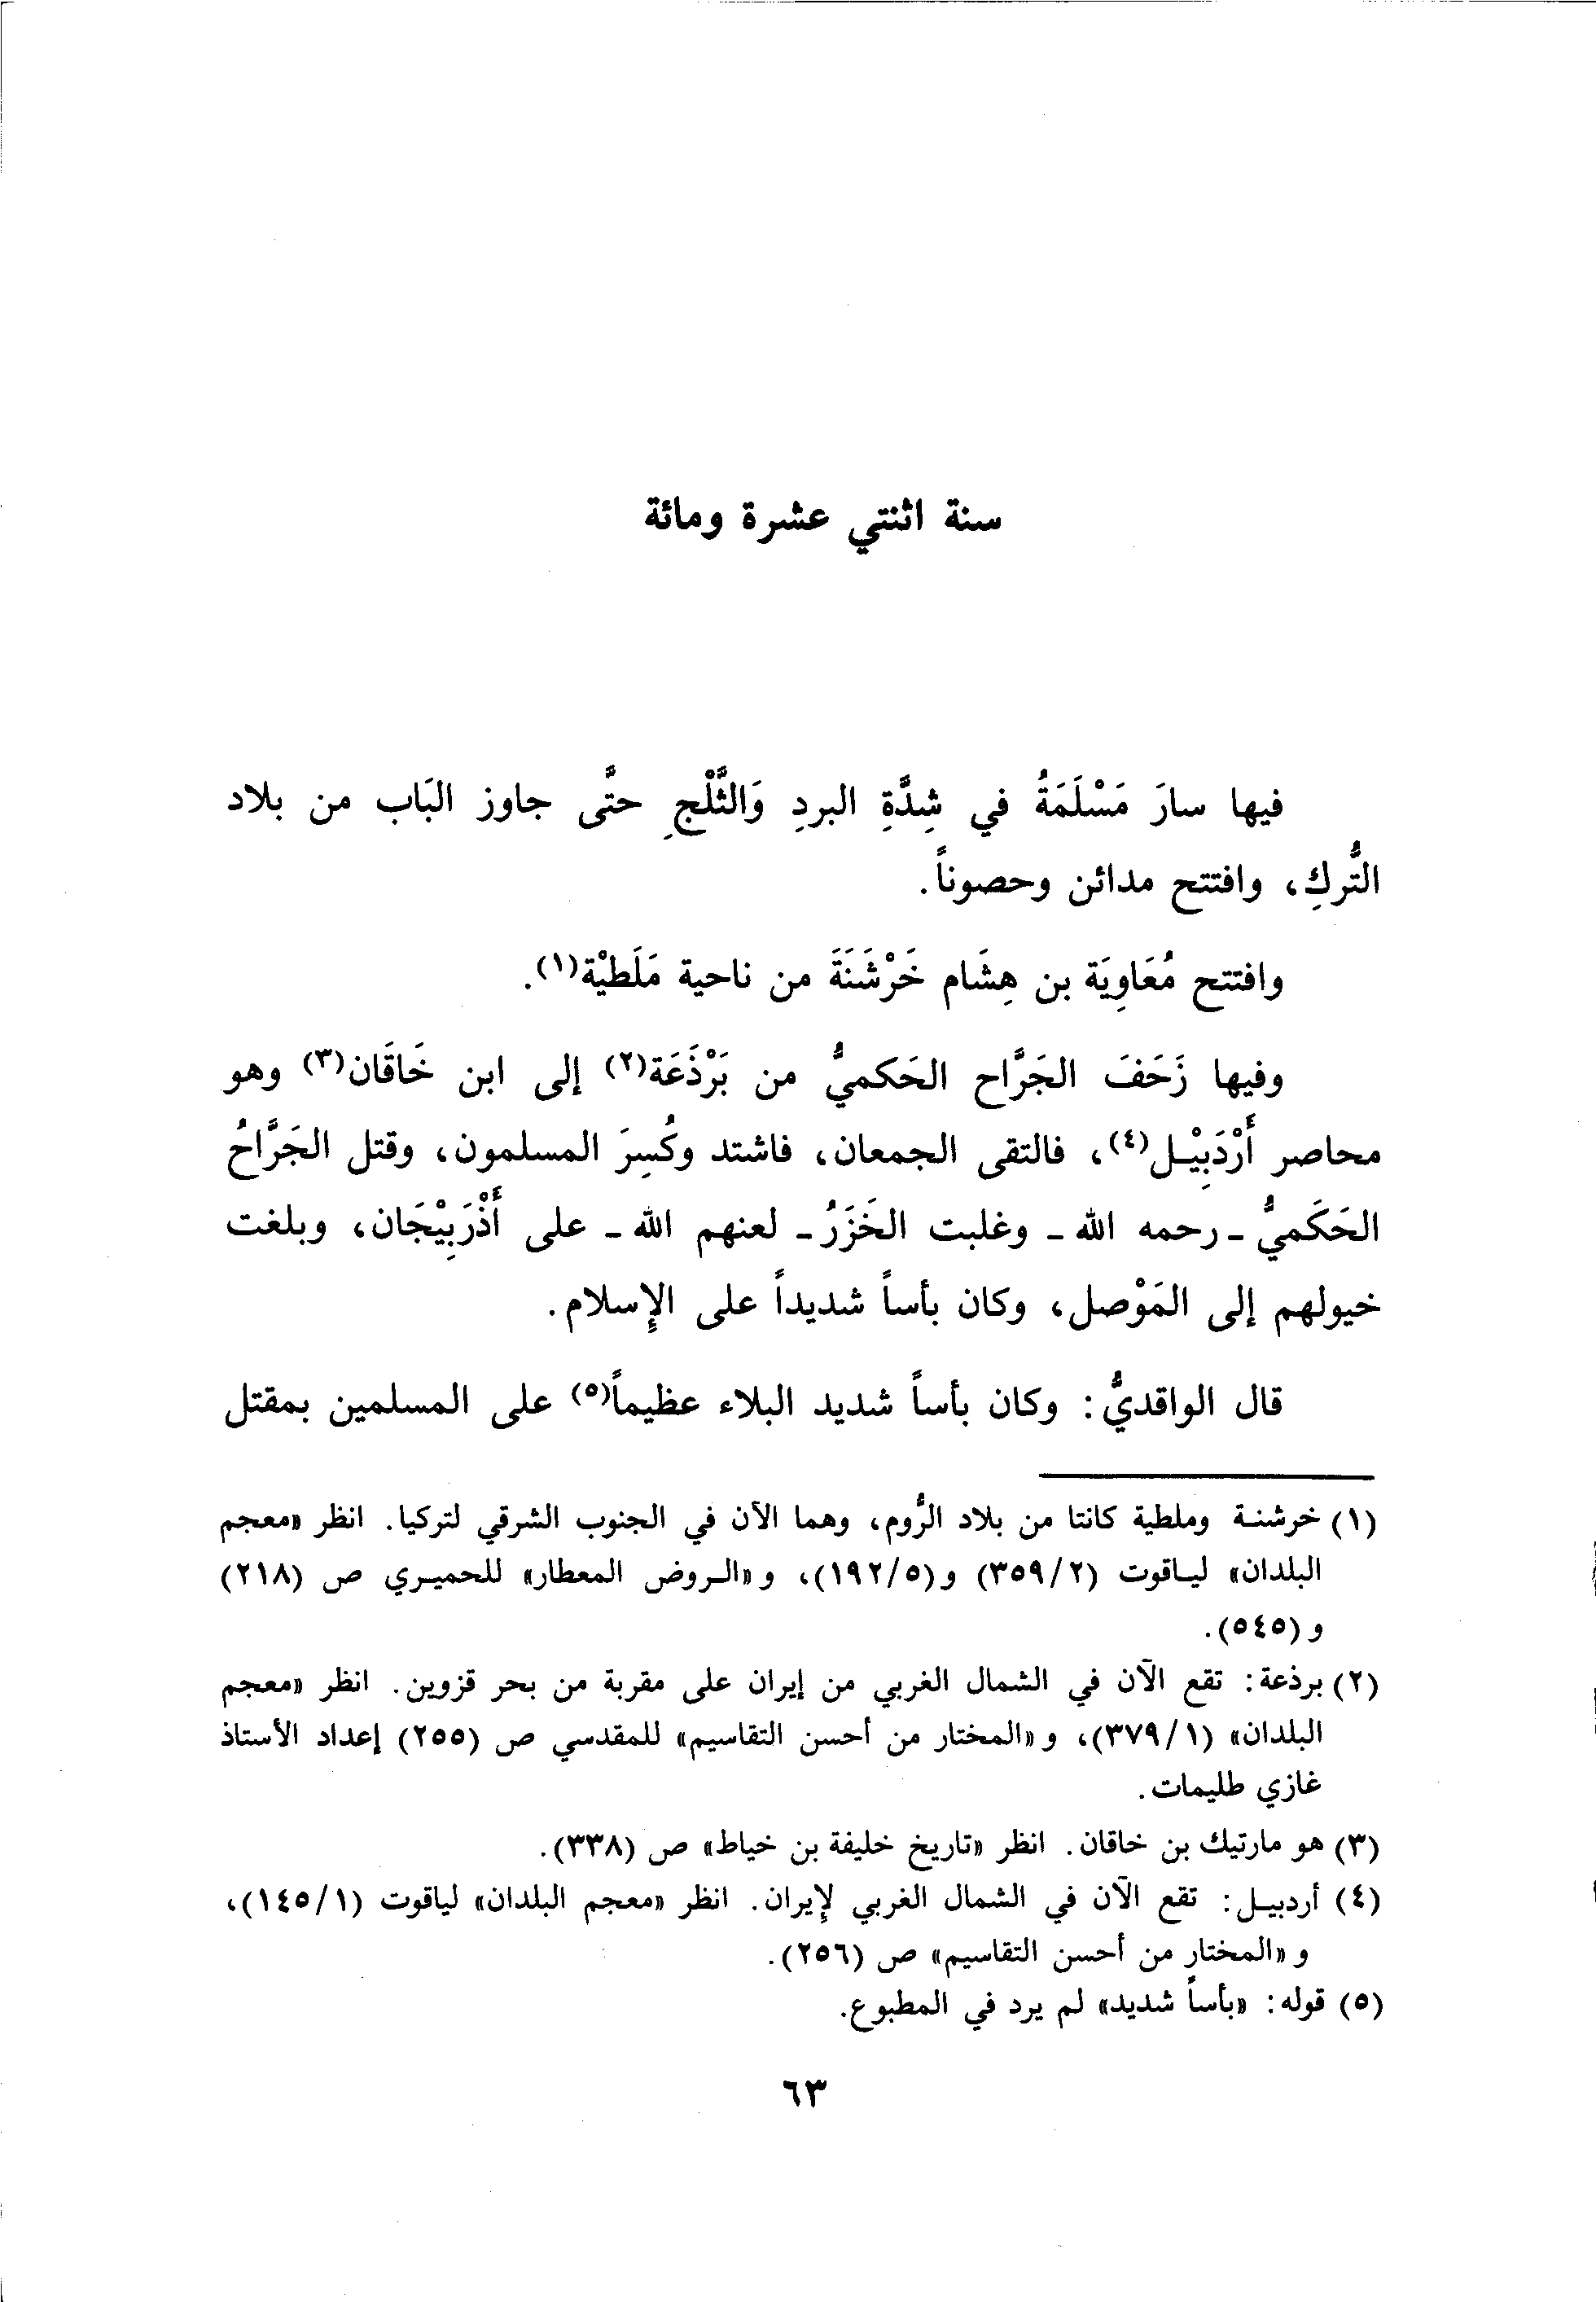 سنة اثنتي عشرة ومائة
فيها سارَ مَسْلَمَةُ في شِدَّةِ البردِ وَالثَّلْجِ حتَّى جاوز البَاب من بلاد
التُّركِ، وافتتح مدائن وحصوناً.
وافتتح مُعَاوِيَة بن هِشَام خَرْشَنَةَ من ناحية مَلَطيْة(١).
وفيها زَحَفَ الجَرَّاح الحَكميُّ من بَرْذَعَة(٢) إلى ابن خَاقَان(٣) وهو
محاصر أَرْدَبِيْل(٤)، فالتقى الجمعان، فاشتد وكُسِرَ المسلمون، وقتل الجَرَّاحُ
الحَكَميُّ - رحمه الله - وغلبت الخَزَرُ - لعنهم الله - على أَذْرَبِيْجَان، وبلغت
خيولهم إلى المَوْصل، وكان بأساً شديداً على الإِسلام.
قال الواقديُّ: وكان بأساً شديد البلاء عظيماً(٥) على المسلمين بمقتل
(١) خرشنة وملطية كانتا من بلاد الرُّوم، وهما الآن في الجنوب الشرقي لتركيا. انظر «معجم
البلدان» لياقوت (٣٥٩/٢) و(١٩٢/٥)، و«الروض المعطار» للحميري ص (٢١٨)
و(٥٤٥).
(٢) برذعة: تقع الآن في الشمال الغربي من إيران على مقربة من بحر قزوين. انظر «معجم
البلدان» (٣٧٩/١)، و«المختار من أحسن التقاسيم» للمقدسي ص (٢٥٥) إعداد الأستاذ
غازي طليمات.
(٣) هو مارتيك بن خاقان. انظر «تاريخ خليفة بن خياط» ص (٣٣٨).
(٤) أردبيل: تقع الآن في الشمال الغربي لإيران. انظر «معجم البلدان» لياقوت (١٤٥/١)،
و«المختار من أحسن التقاسيم» ص (٢٥٦).
(٥) قوله: «بأساً شديد» لم يرد في المطبوع.
٦٣